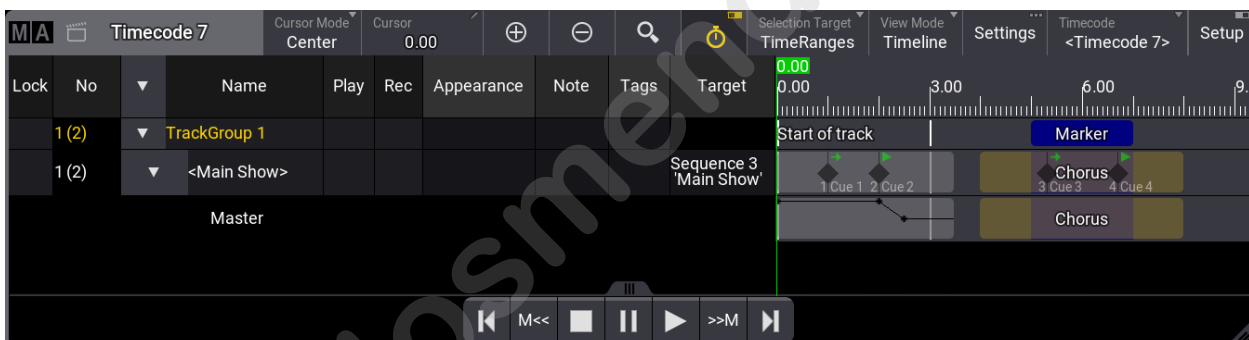 MA Timecode 7 Cursor Mode Center Cursor 0.00 Selection Target TimeRanges View Mode Timeline Settings Timecode <Timecode 7> Setup
0.00
Lock No Name Play Rec Appearance Note Tags Target 0.00 3.00 6.00 9.
1 (2) TrackGroup 1 Start of track Marker
1 (2) <Main Show> Sequence 3 'Main Show' Chorus
1 Cue 1 2 Cue 2 3 Cue 3 4 Cue 4
Master Chorus
M<< >>M